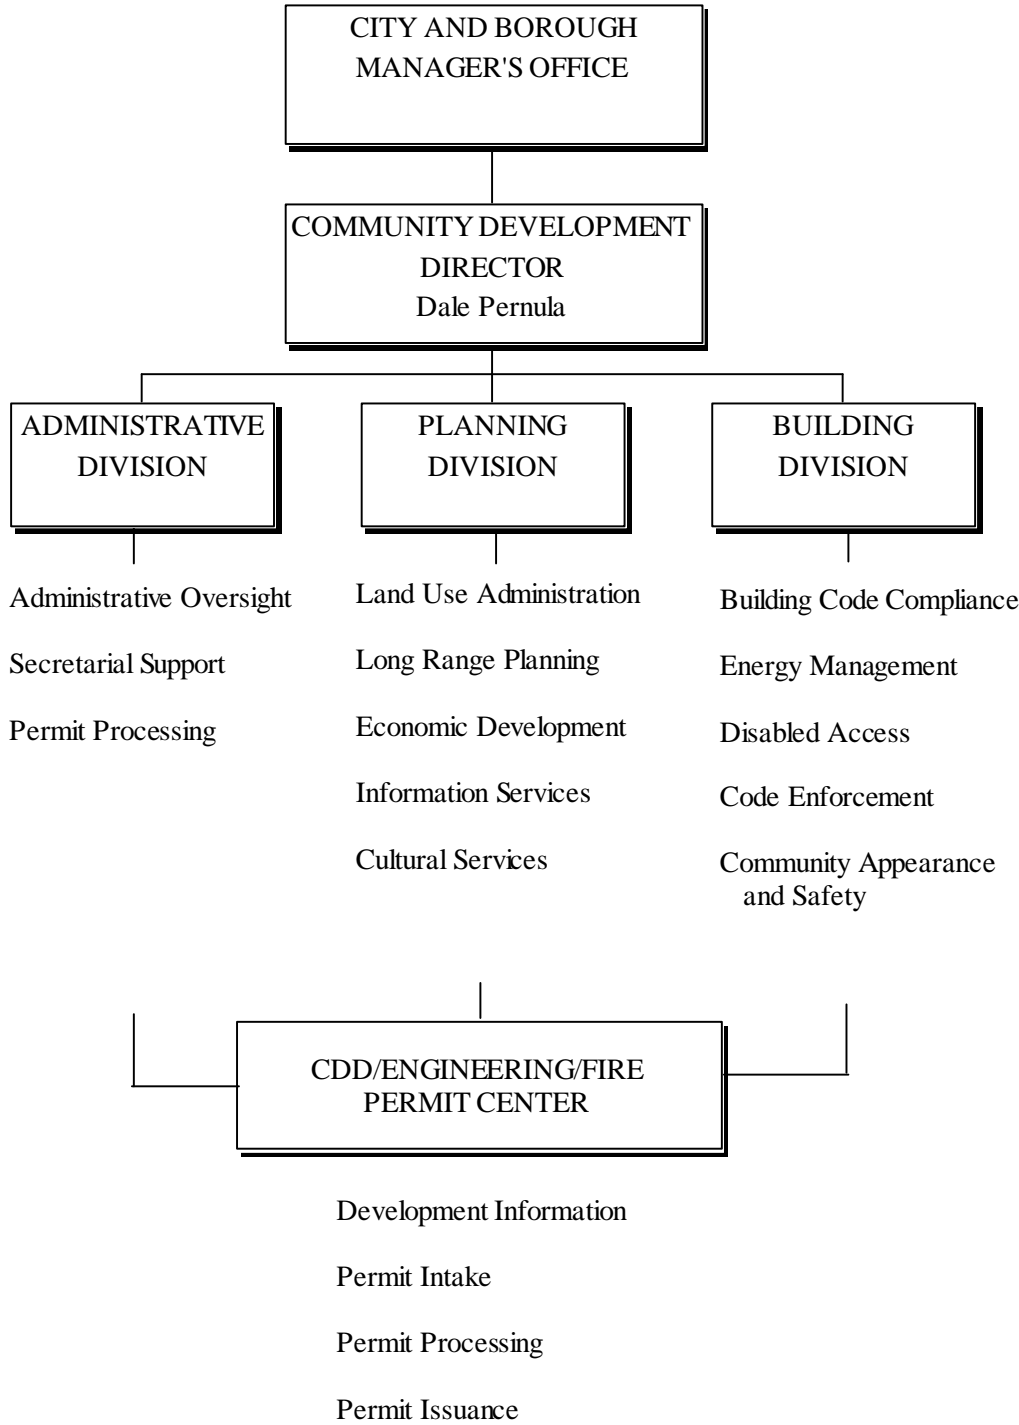 CITY AND BOROUGH
MANAGER'S OFFICE
COMMUNITY DEVELOPMENT
DIRECTOR
Dale Pernula
ADMINISTRATIVE
DIVISION
PLANNING
DIVISION
BUILDING
DIVISION
Administrative Oversight
Secretarial Support
Permit Processing
Land Use Administration
Long Range Planning
Economic Development
Information Services
Cultural Services
Building Code Compliance
Energy Management
Disabled Access
Code Enforcement
Community Appearance
and Safety
CDD/ENGINEERING/FIRE
PERMIT CENTER
Development Information
Permit Intake
Permit Processing
Permit Issuance